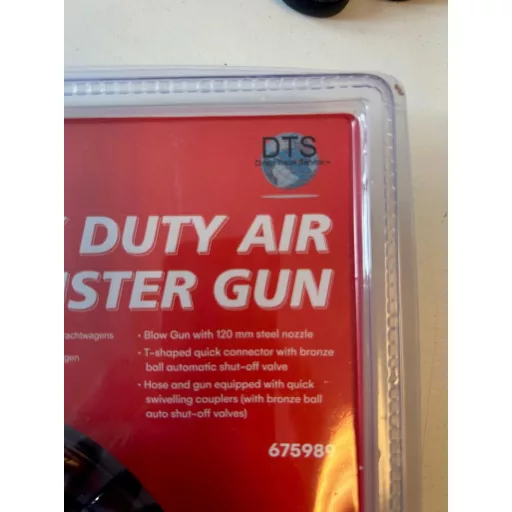 DTS
DUTY AIR
STER GUN
rachtwagens
gen
• Blow Gun with 120 mm steel nozzle
• T-shaped quick connector with bronze
ball automatic shut-off valve
• Hose and gun equipped with quick
swivelling couplers (with bronze ball
auto shut-off valves)
675989